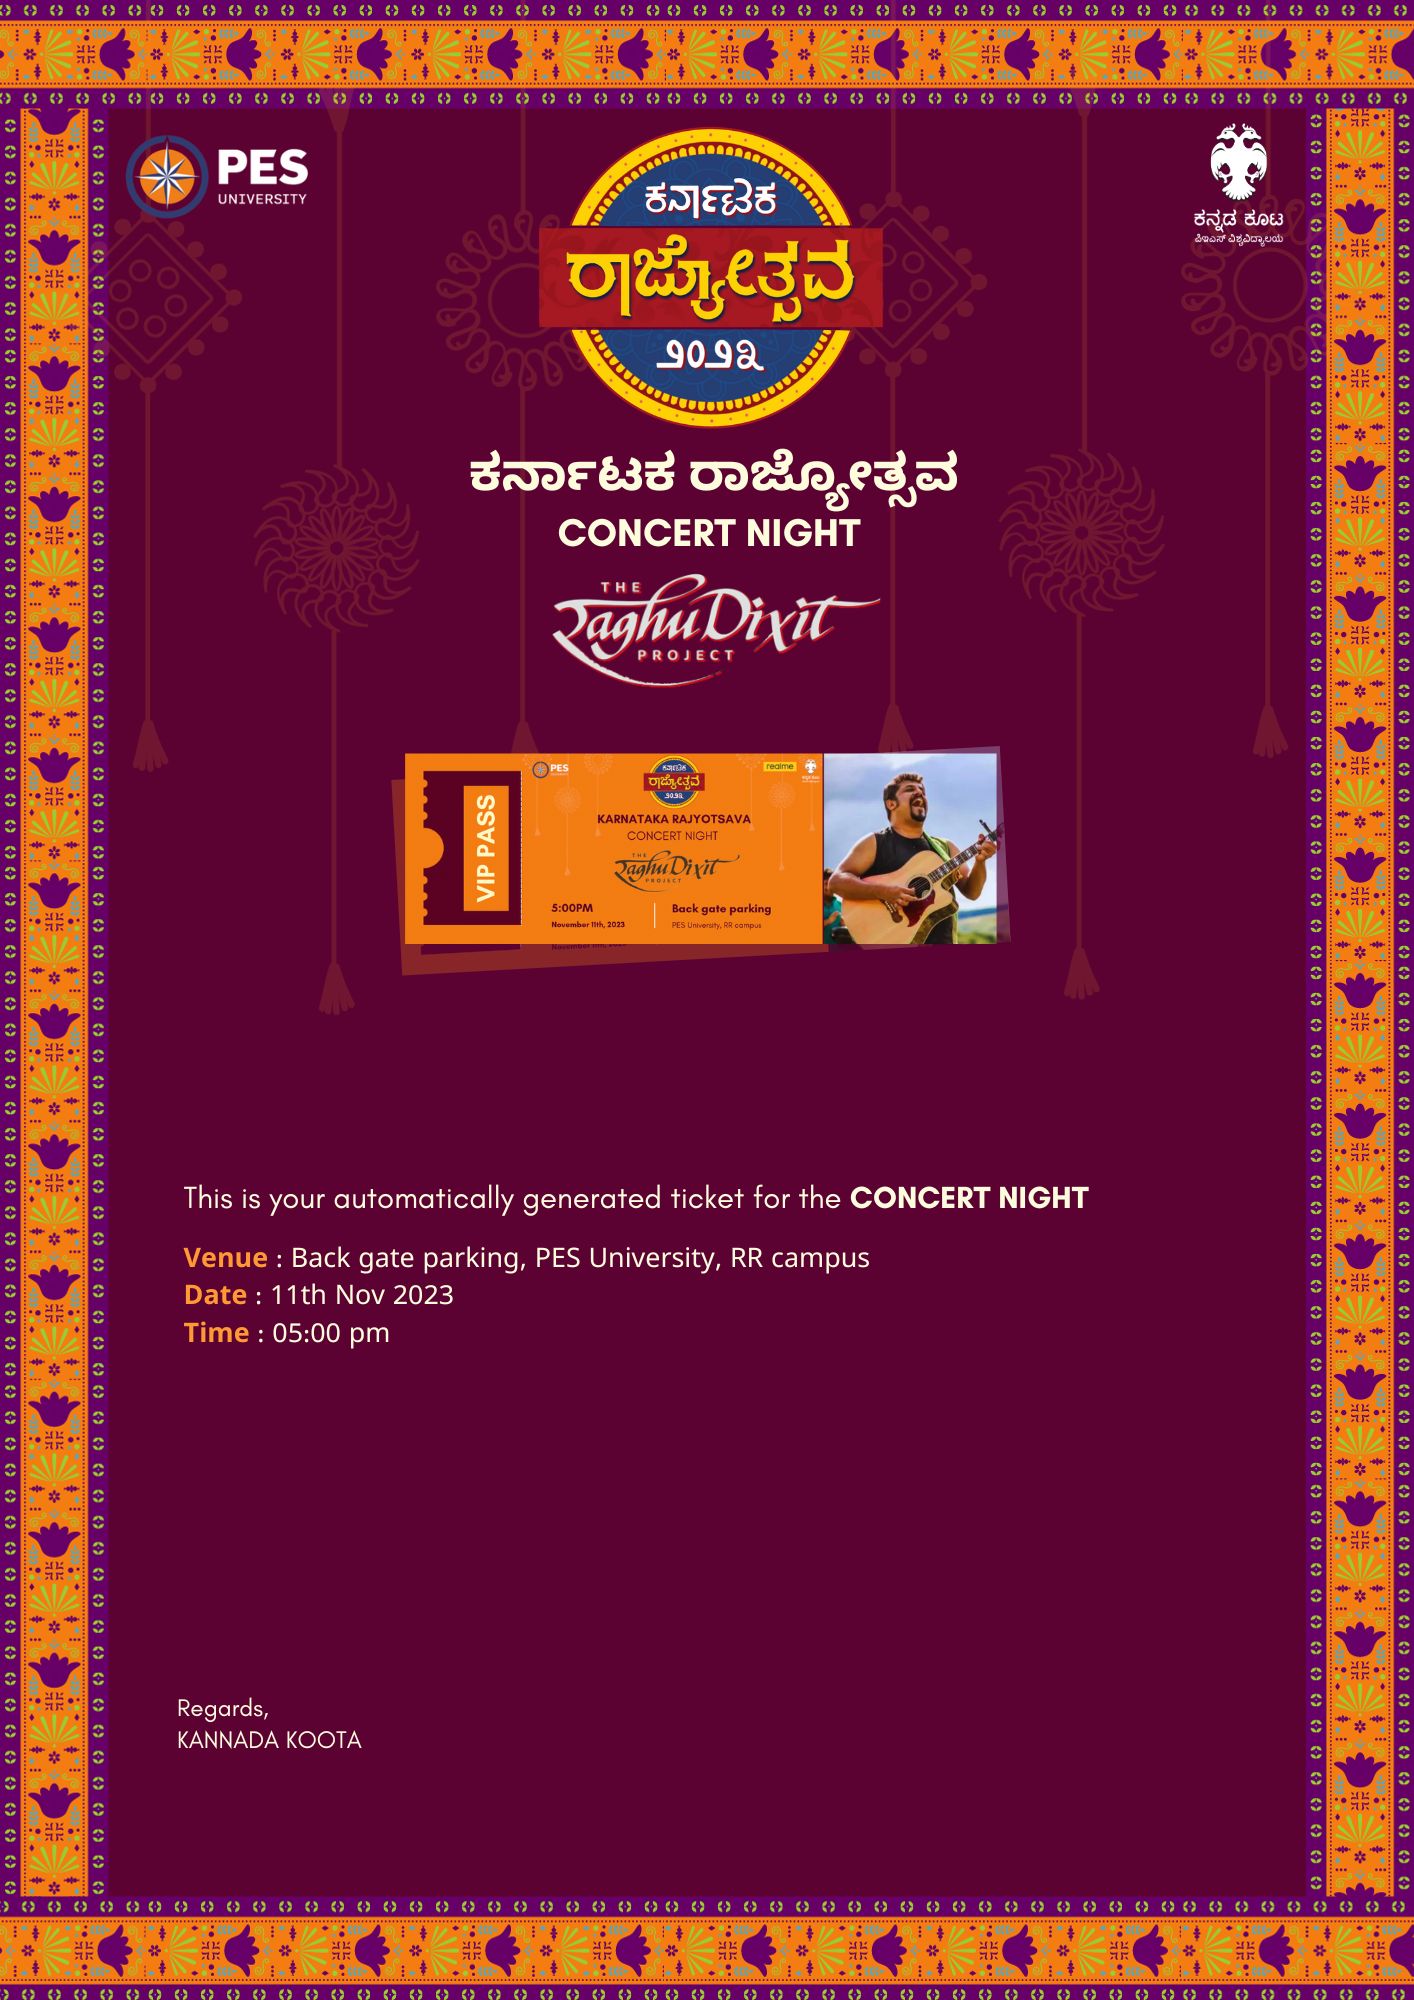 PES
UNIVERSITY
ಕನ್ನಡ ಕೂಟ
ಪಿಇಎಸ್ ವಿಶ್ವವಿದ್ಯಾಲಯ
ಕರ್ನಾಟಕ
ರಾಜ್ಯೋತ್ಸವ
೨೦೨೩
ಕರ್ನಾಟಕ ರಾಜ್ಯೋತ್ಸವ
CONCERT NIGHT
THE
Raghu Dixit
PROJECT
VIP PASS
PES
ಕರ್ನಾಟಕ
ರಾಜ್ಯೋತ್ಸವ
೨೦೨೩
realme
KARNATAKA RAJYOTSAVA
CONCERT NIGHT
THE
Raghu Dixit
PROJECT
5:00PM
November 11th, 2023
Back gate parking
PES University, RR campus
This is your automatically generated ticket for the CONCERT NIGHT
Venue : Back gate parking, PES University, RR campus
Date : 11th Nov 2023
Time : 05:00 pm
Regards,
KANNADA KOOTA